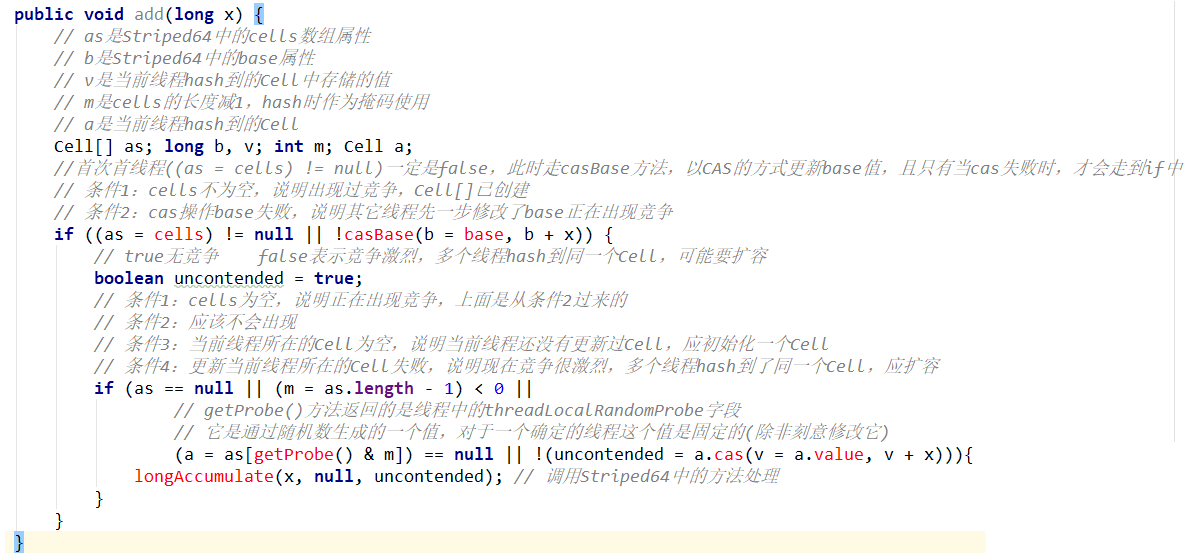 public void add(long x) {
    // as是Striped64中的cells数组属性
    // b是Striped64中的base属性
    // v是当前线程hash到的Cell中存储的值
    // m是cells的长度减1，hash时作为掩码使用
    // a是当前线程hash到的Cell
    Cell[] as; long b, v; int m; Cell a;
    //首次首线程((as = cells) != null)一定是false，此时走casBase方法，以CAS的方式更新base值，且只有当cas失败时，才会走到if中
    // 条件1：cells不为空，说明出现过竞争，Cell[]已创建
    // 条件2：cas操作base失败，说明其它线程先一步修改了base正在出现竞争
    if ((as = cells) != null || !casBase(b = base, b + x)) {
        // true无竞争    false表示竞争激烈，多个线程hash到同一个Cell，可能要扩容
        boolean uncontended = true;
        // 条件1：cells为空，说明正在出现竞争，上面是从条件2过来的
        // 条件2：应该不会出现
        // 条件3：当前线程所在的Cell为空，说明当前线程还没有更新过Cell，应初始化一个Cell
        // 条件4：更新当前线程所在的Cell失败，说明现在竞争很激烈，多个线程hash到了同一个Cell，应扩容
        if (as == null || (m = as.length - 1) < 0 ||
                // getProbe()方法返回的是线程中的threadLocalRandomProbe字段
                // 它是通过随机数生成的一个值，对于一个确定的线程这个值是固定的(除非刻意修改它)
                (a = as[getProbe() & m]) == null || !(uncontended = a.cas(v = a.value, v + x))){
            longAccumulate(x, null, uncontended); // 调用Striped64中的方法处理
        }
    }
}